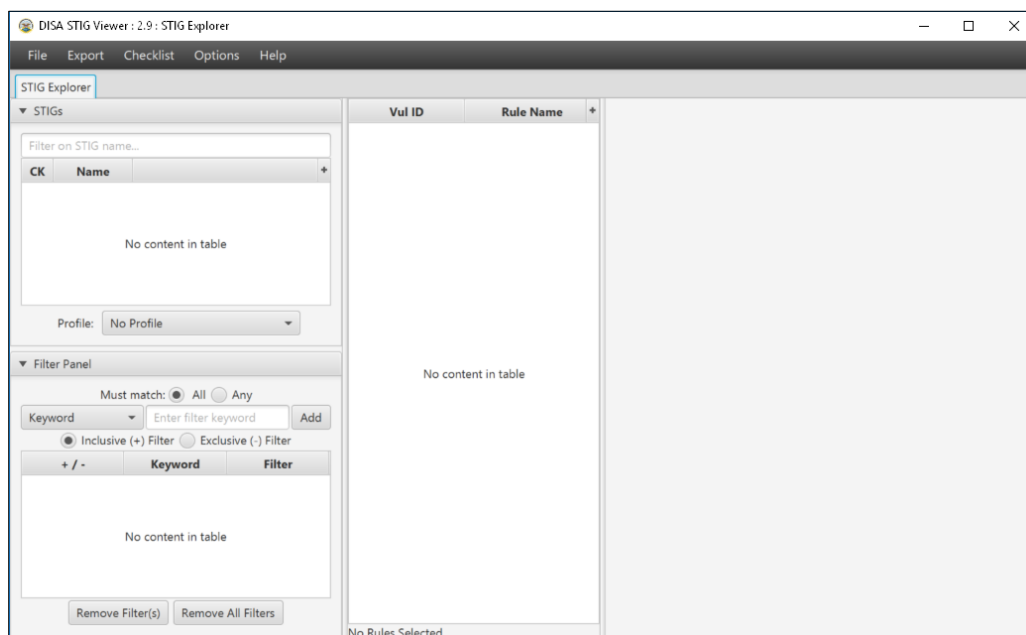 DISA STIG Viewer : 2.9 : STIG Explorer
File Export Checklist Options Help
STIG Explorer
STIGs
Filter on STIG name...
CK Name +
No content in table
Profile: No Profile
Filter Panel
Must match: All Any
Keyword Enter filter keyword Add
Inclusive (+) Filter Exclusive (-) Filter
+ / - Keyword Filter
No content in table
Remove Filter(s) Remove All Filters
Vul ID Rule Name +
No content in table
No Rules Selected